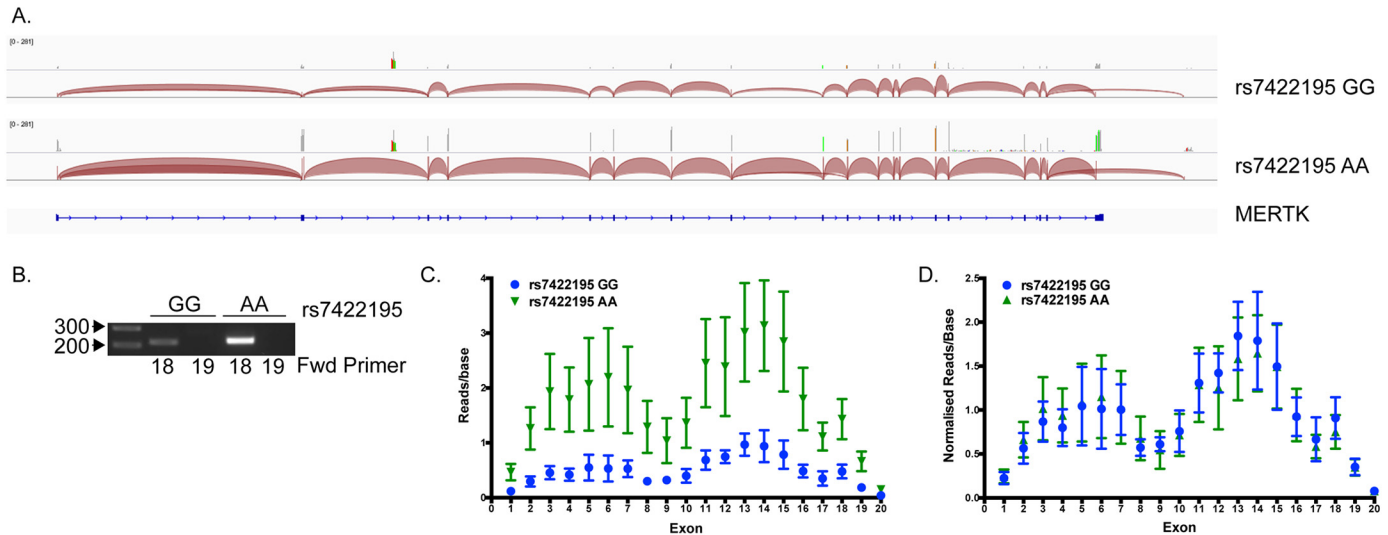 A.
[0 - 281]
rs7422195 GG
[0 - 281]
rs7422195 AA
MERTK
B.
GG AA rs7422195
300
200
18 19 18 19 Fwd Primer
C.
rs7422195 GG
rs7422195 AA
Reads/base
4
3
2
1
0
0 1 2 3 4 5 6 7 8 9 10 11 12 13 14 15 16 17 18 19 20
Exon
D.
rs7422195 GG
rs7422195 AA
Normalised Reads/Base
2.5
2.0
1.5
1.0
0.5
0.0
0 1 2 3 4 5 6 7 8 9 10 11 12 13 14 15 16 17 18 19 20
Exon